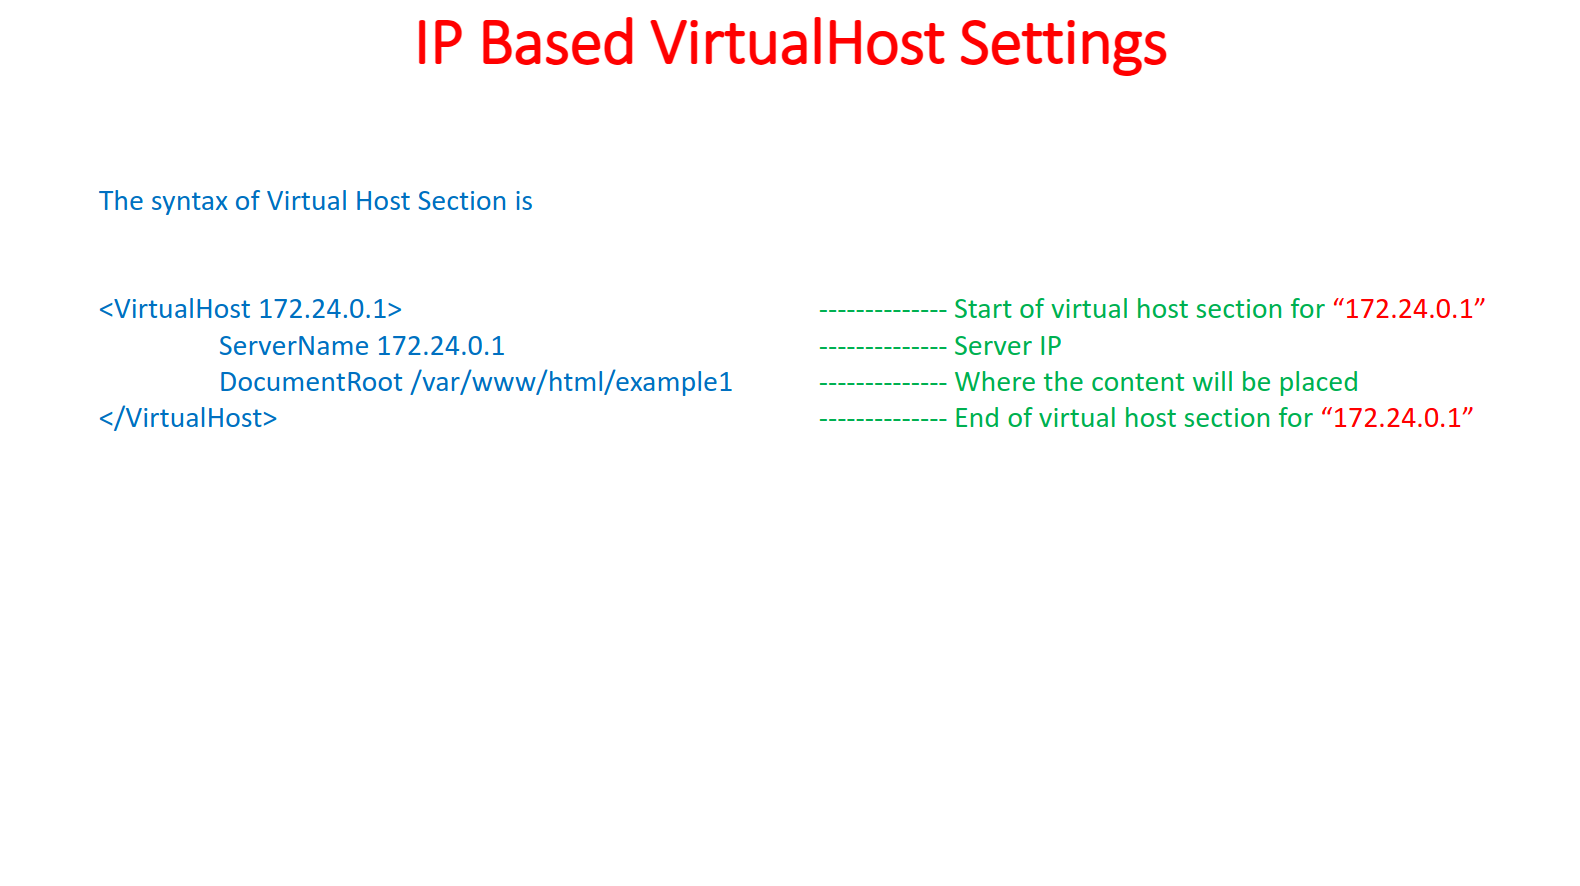 IP Based VirtualHost Settings
The syntax of Virtual Host Section is
<VirtualHost 172.24.0.1> -------------- Start of virtual host section for “172.24.0.1”
ServerName 172.24.0.1 -------------- Server IP
DocumentRoot /var/www/html/example1 -------------- Where the content will be placed
</VirtualHost> -------------- End of virtual host section for “172.24.0.1”